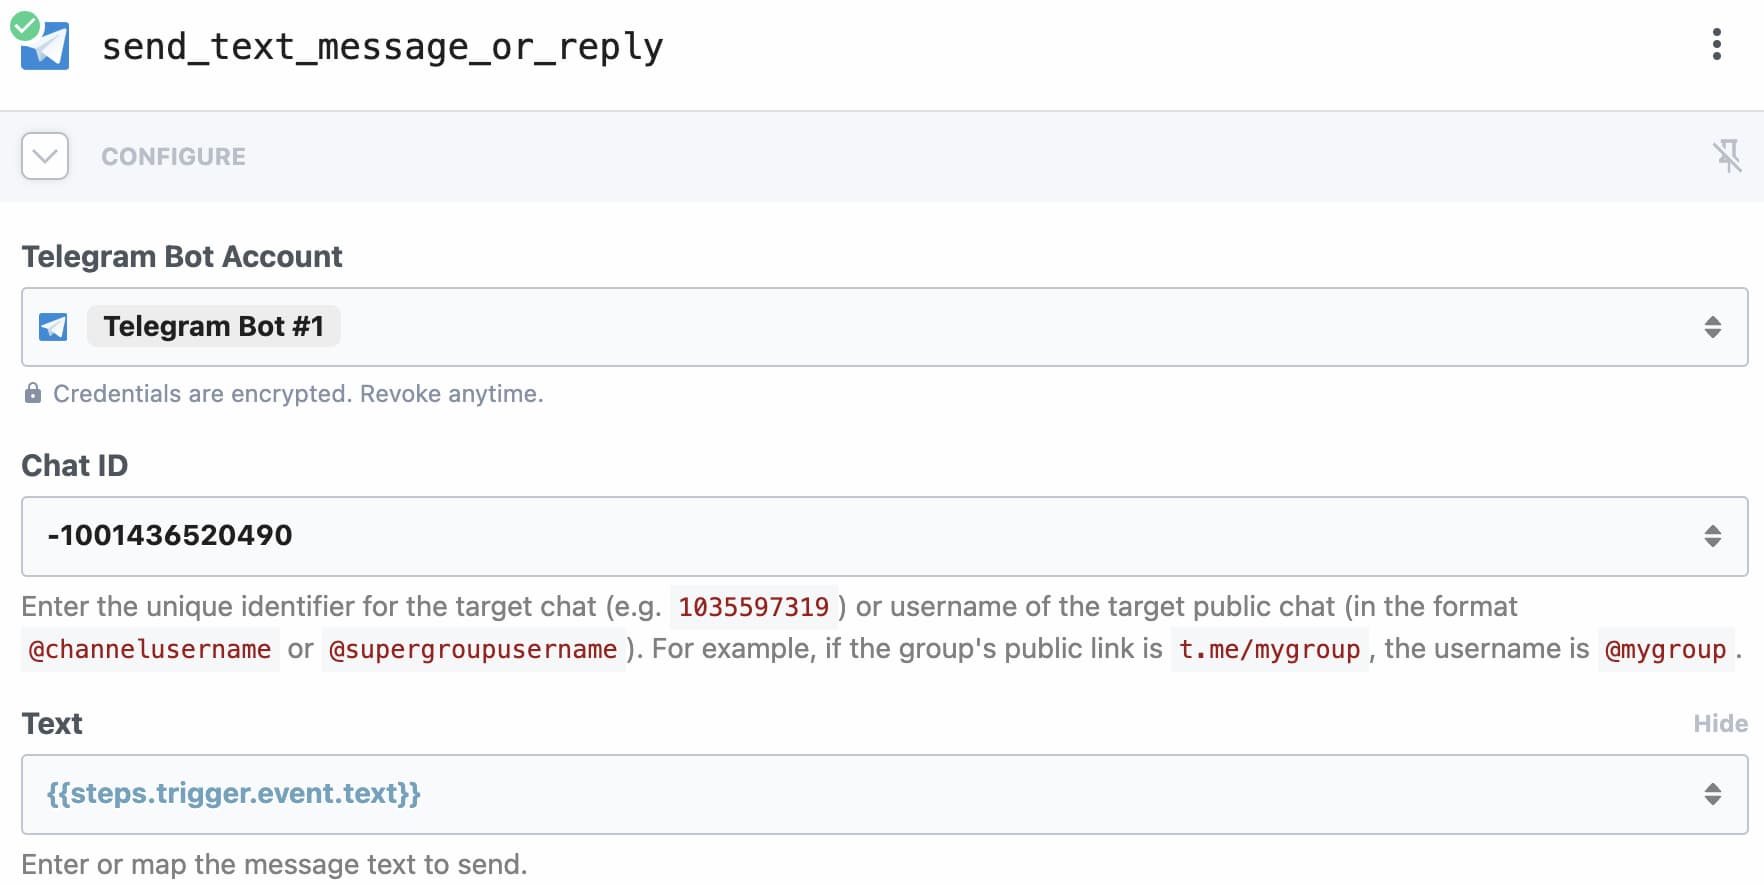 send_text_message_or_reply
CONFIGURE
Telegram Bot Account
Telegram Bot #1
Credentials are encrypted. Revoke anytime.
Chat ID
-1001436520490
Enter the unique identifier for the target chat (e.g. 1035597319) or username of the target public chat (in the format
@channelusername or @supergroupusername). For example, if the group's public link is t.me/mygroup, the username is @mygroup.
Text
Hide
{{steps.trigger.event.text}}
Enter or map the message text to send.